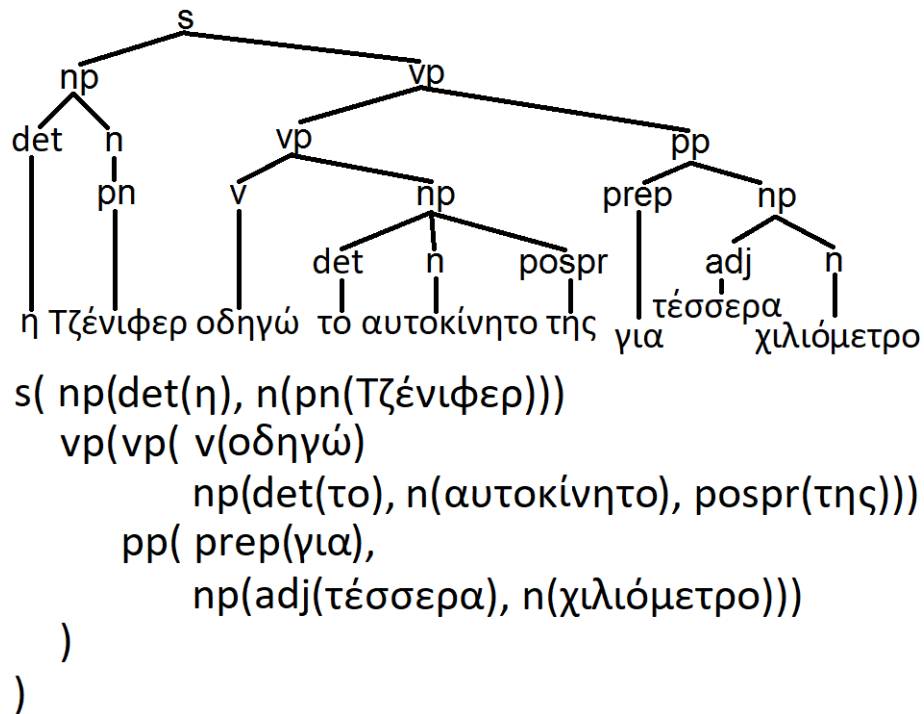 s
np vp
det n vp pp
pn v np prep np
det n pospr adj n
η Τζένιφερ οδηγώ το αυτοκίνητο της για τέσσερα χιλιόμετρο
s( np(det(η), n(pn(Τζένιφερ)))
vp(vp( v(οδηγώ)
np(det(το), n(αυτοκίνητο), pospr(της)))
pp( prep(για),
np(adj(τέσσερα), n(χιλιόμετρο)))
)
)